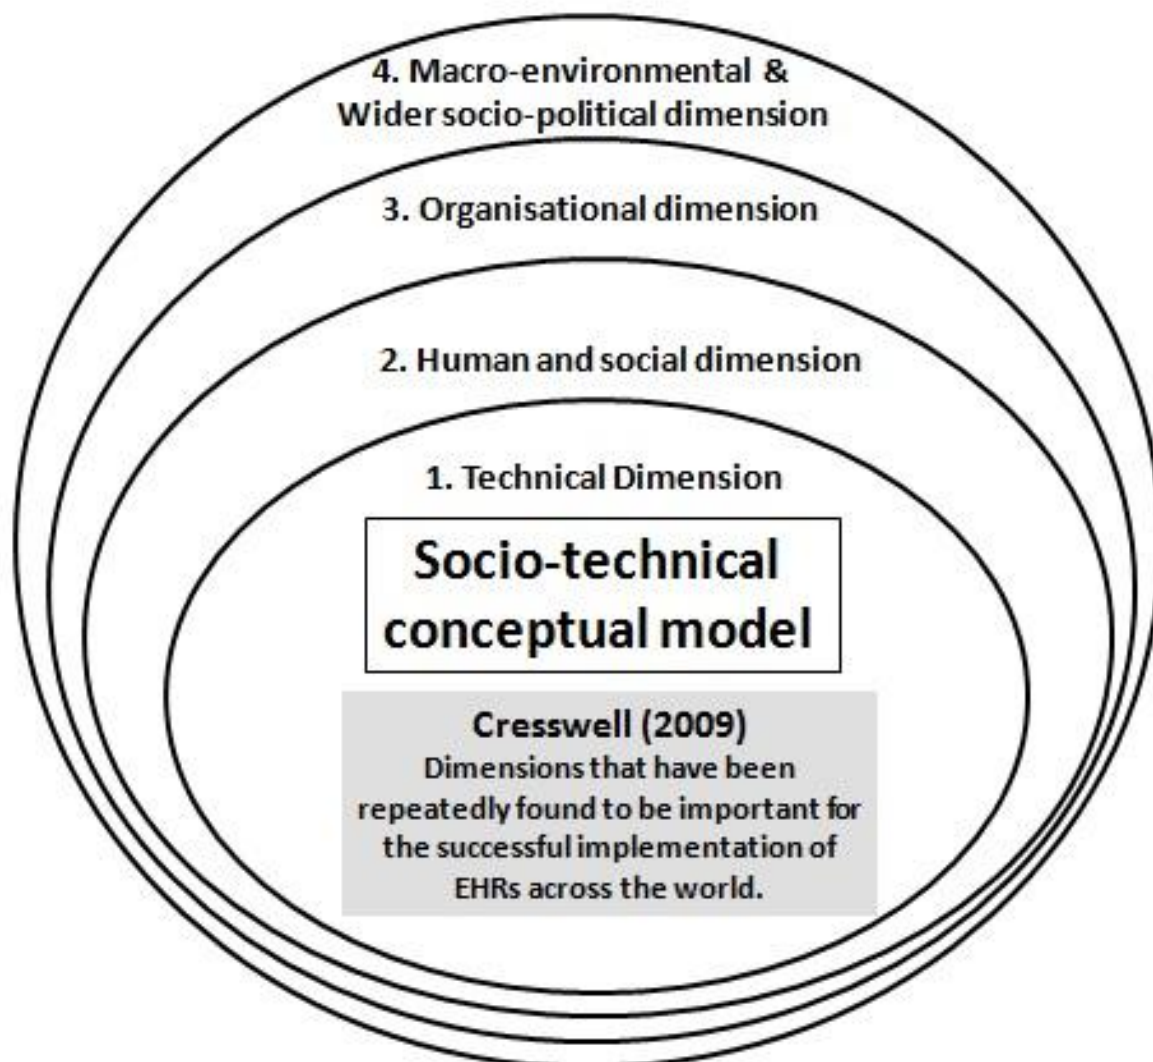 4. Macro-environmental &
Wider socio-political dimension
3. Organisational dimension
2. Human and social dimension
1. Technical Dimension
Socio-technical
conceptual model
Cresswell (2009)
Dimensions that have been
repeatedly found to be important for
the successful implementation of
EHRs across the world.